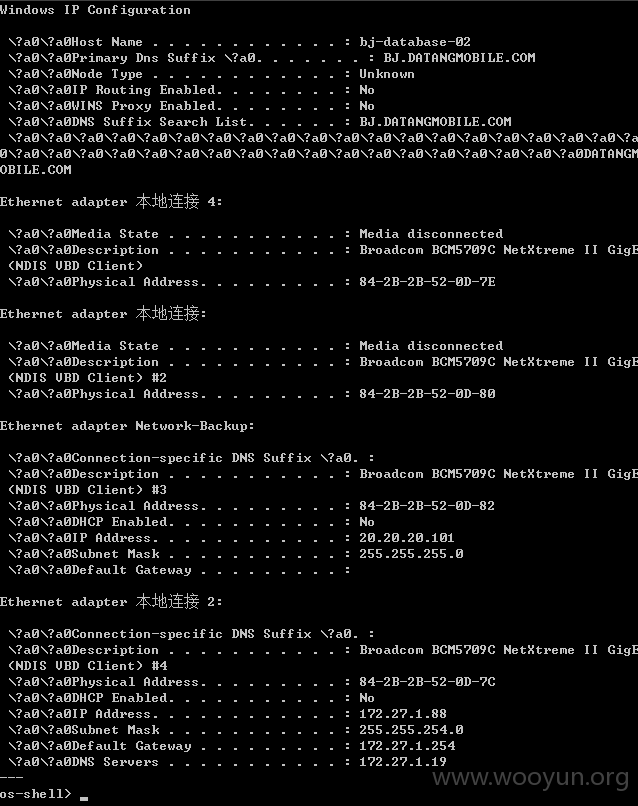 Windows IP Configuration
\?a0\?a0Host Name . . . . . . . . . . . . : bj-database-02
\?a0\?a0Primary Dns Suffix \?a0. . . . . . . : BJ.DATANGMOBILE.COM
\?a0\?a0Node Type . . . . . . . . . . . . : Unknown
\?a0\?a0IP Routing Enabled. . . . . . . . : No
\?a0\?a0WINS Proxy Enabled. . . . . . . . : No
\?a0\?a0DNS Suffix Search List. . . . . . : BJ.DATANGMOBILE.COM
\?a0\?a0\?a0\?a0\?a0\?a0\?a0\?a0\?a0\?a0\?a0\?a0\?a0\?a0\?a0\?a0\?a0\?a0\?a
0\?a0\?a0\?a0\?a0\?a0\?a0\?a0\?a0\?a0\?a0\?a0\?a0\?a0\?a0\?a0\?a0DATANGM
OBILE.COM
Ethernet adapter 本地连接 4:
\?a0\?a0Media State . . . . . . . . . . . : Media disconnected
\?a0\?a0Description . . . . . . . . . . . : Broadcom BCM5709C NetXtreme II GigE
(NDIS VBD Client)
\?a0\?a0Physical Address. . . . . . . . . : 84-2B-2B-52-0D-7E
Ethernet adapter 本地连接:
\?a0\?a0Media State . . . . . . . . . . . : Media disconnected
\?a0\?a0Description . . . . . . . . . . . : Broadcom BCM5709C NetXtreme II GigE
(NDIS VBD Client) #2
\?a0\?a0Physical Address. . . . . . . . . : 84-2B-2B-52-0D-80
Ethernet adapter Network-Backup:
\?a0\?a0Connection-specific DNS Suffix \?a0. :
\?a0\?a0Description . . . . . . . . . . . : Broadcom BCM5709C NetXtreme II GigE
(NDIS VBD Client) #3
\?a0\?a0Physical Address. . . . . . . . . : 84-2B-2B-52-0D-82
\?a0\?a0DHCP Enabled. . . . . . . . . . . : No
\?a0\?a0IP Address. . . . . . . . . . . . : 20.20.20.101
\?a0\?a0Subnet Mask . . . . . . . . . . . : 255.255.255.0
\?a0\?a0Default Gateway . . . . . . . . . :
Ethernet adapter 本地连接 2:
\?a0\?a0Connection-specific DNS Suffix \?a0. :
\?a0\?a0Description . . . . . . . . . . . : Broadcom BCM5709C NetXtreme II GigE
(NDIS VBD Client) #4
\?a0\?a0Physical Address. . . . . . . . . : 84-2B-2B-52-0D-7C
\?a0\?a0DHCP Enabled. . . . . . . . . . . : No
\?a0\?a0IP Address. . . . . . . . . . . . : 172.27.1.88
\?a0\?a0Subnet Mask . . . . . . . . . . . : 255.255.254.0
\?a0\?a0Default Gateway . . . . . . . . . : 172.27.1.254
\?a0\?a0DNS Servers . . . . . . . . . . . : 172.27.1.19
---
os-shell> _
www.wooyun.org